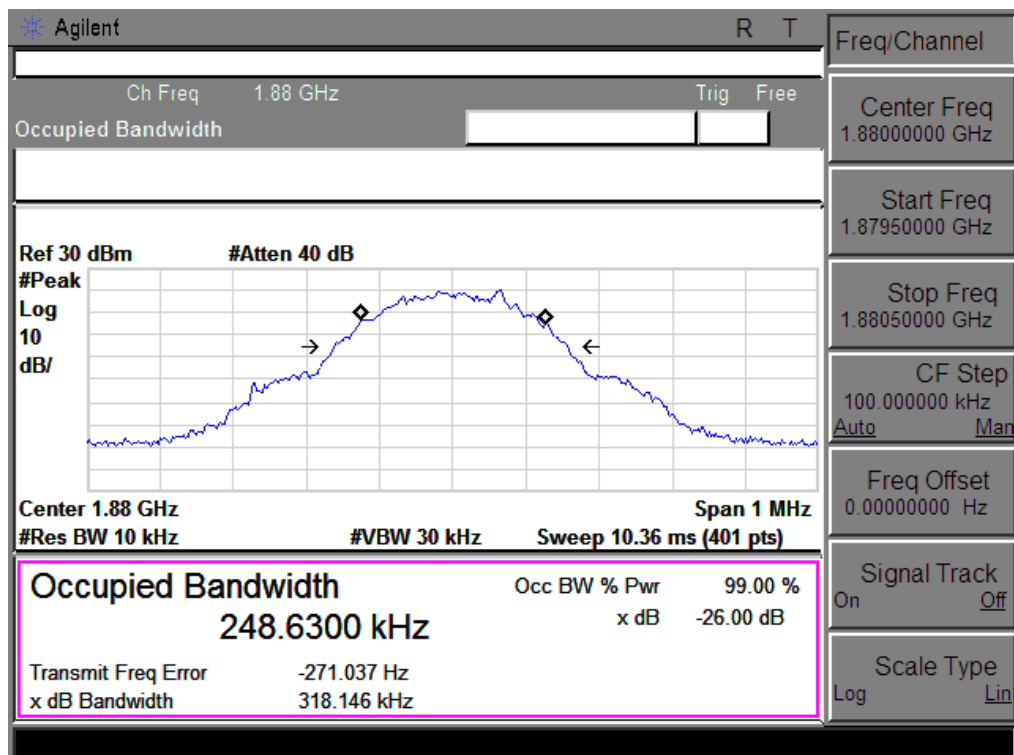 Agilent R T
Ch Freq 1.88 GHz Trig Free
Occupied Bandwidth
Ref 30 dBm #Atten 40 dB
#Peak
Log
10
dB/
Center 1.88 GHz Span 1 MHz
#Res BW 10 kHz #VBW 30 kHz Sweep 10.36 ms (401 pts)
Occupied Bandwidth
248.6300 kHz
Occ BW % Pwr 99.00 %
x dB -26.00 dB
Transmit Freq Error -271.037 Hz
x dB Bandwidth 318.146 kHz
Freq/Channel
Center Freq
1.88000000 GHz
Start Freq
1.87950000 GHz
Stop Freq
1.88050000 GHz
CF Step
100.000000 kHz
Auto Man
Freq Offset
0.00000000 Hz
Signal Track
On Off
Scale Type
Log Lin